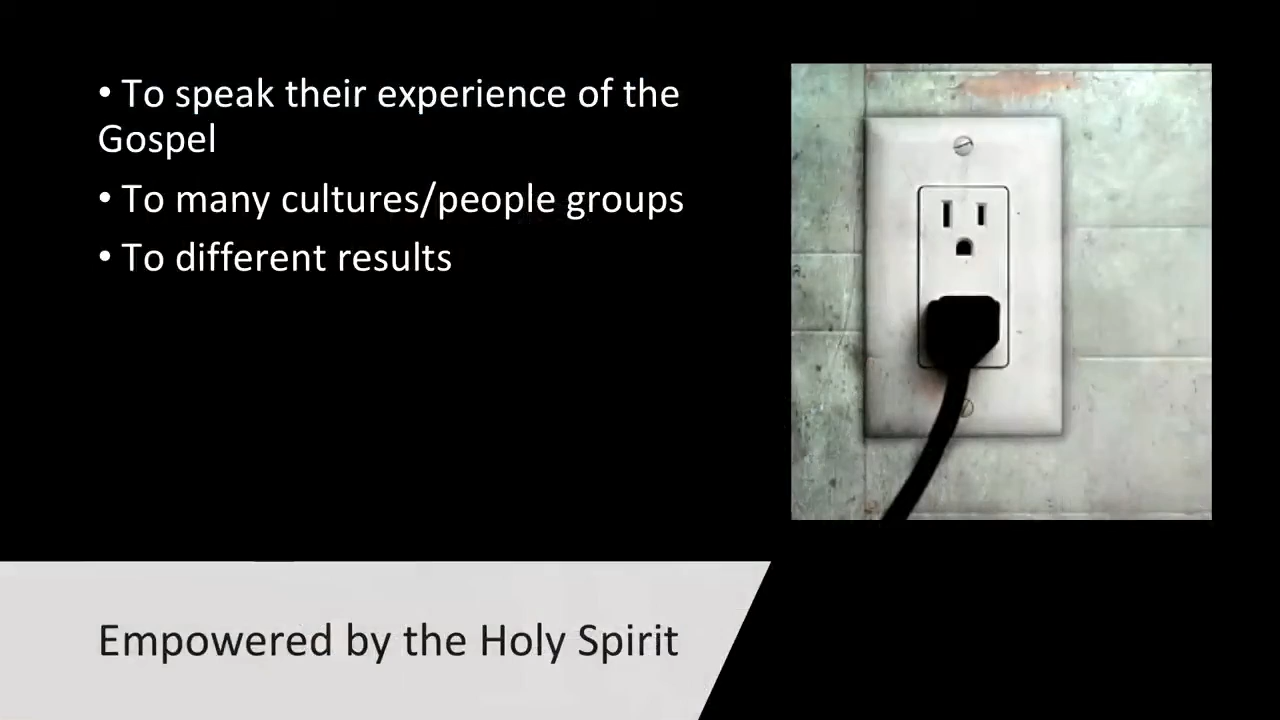 • To speak their experience of the
Gospel
• To many cultures/people groups
• To different results
Empowered by the Holy Spirit